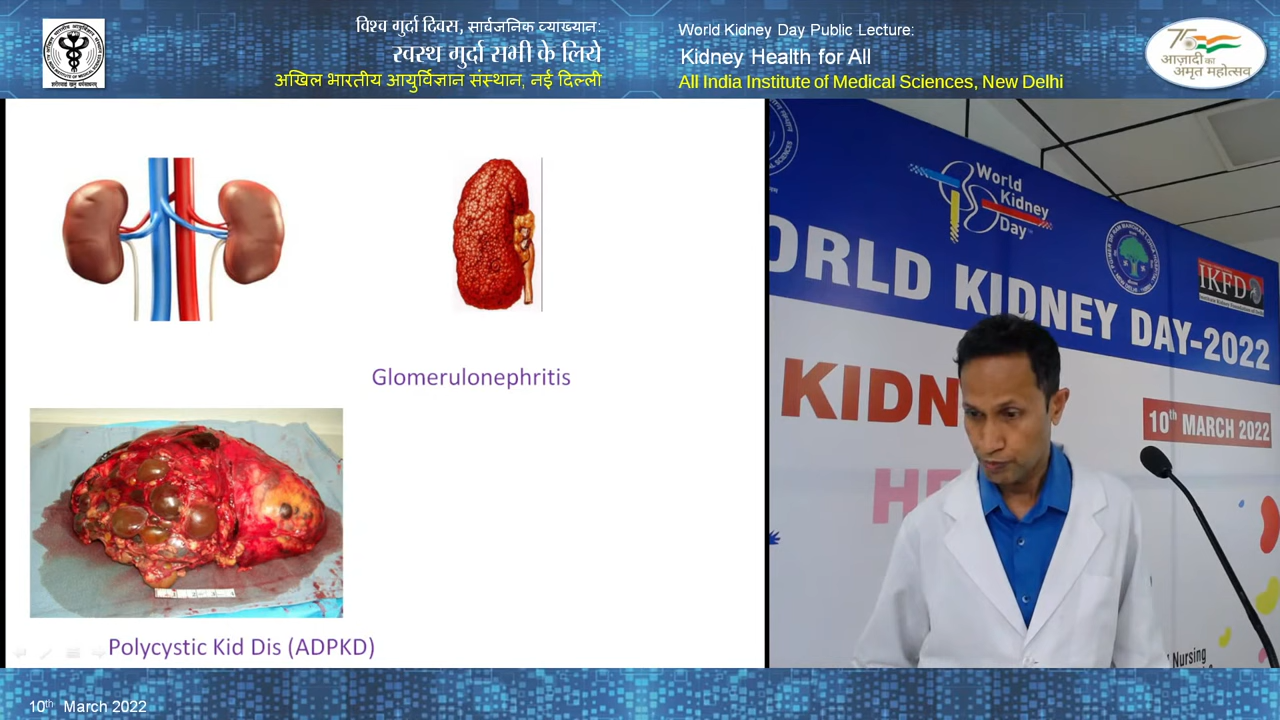 विश्व गुर्दा दिवस, सार्वजनिक व्याख्यान:
स्वस्थ गुर्दा सभी के लिये
अखिल भारतीय आयुर्विज्ञान संस्थान, नई दिल्ली
World Kidney Day Public Lecture:
Kidney Health for All
All India Institute of Medical Sciences, New Delhi
75
आज़ादी का
अमृत महोत्सव
Glomerulonephritis
Polycystic Kid Dis (ADPKD)
World
Kidney
Day
IKFD
ORLD KIDNEY DAY-2022
KIDN
10th MARCH 2022
HE
Nursing
10th March 2022